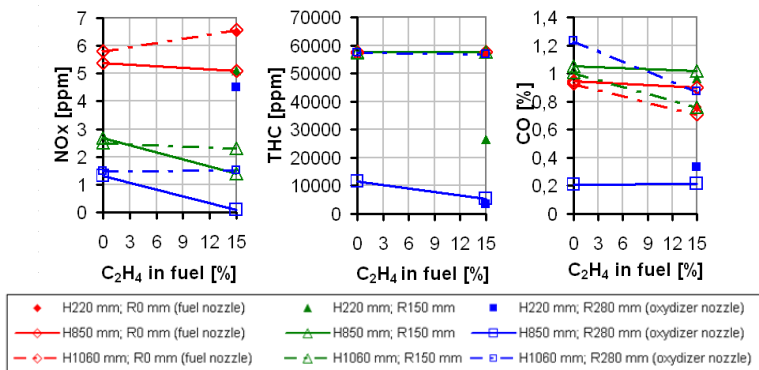 NOx [ppm]
7
6
5
4
3
2
1
0
0 3 6 9 12 15
C₂H₄ in fuel [%]
THC [ppm]
70000
60000
50000
40000
30000
20000
10000
0
0 3 6 9 12 15
C₂H₄ in fuel [%]
CO [%]
1,4
1,2
1
0,8
0,6
0,4
0,2
0
0 3 6 9 12 15
C₂H₄ in fuel [%]
H220 mm; R0 mm (fuel nozzle) H220 mm; R150 mm H220 mm; R280 mm (oxydizer nozzle)
H850 mm; R0 mm (fuel nozzle) H850 mm; R150 mm H850 mm; R280 mm (oxydizer nozzle)
H1060 mm; R0 mm (fuel nozzle) H1060 mm; R150 mm H1060 mm; R280 mm (oxydizer nozzle)